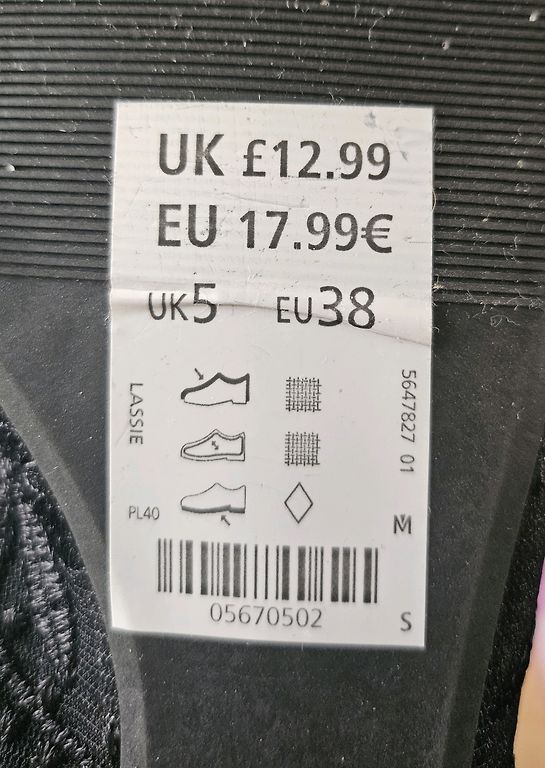 UK £12.99
EU 17.99€
UK5 EU38
LASSIE
5647827 01
PL40
M
05670502
S